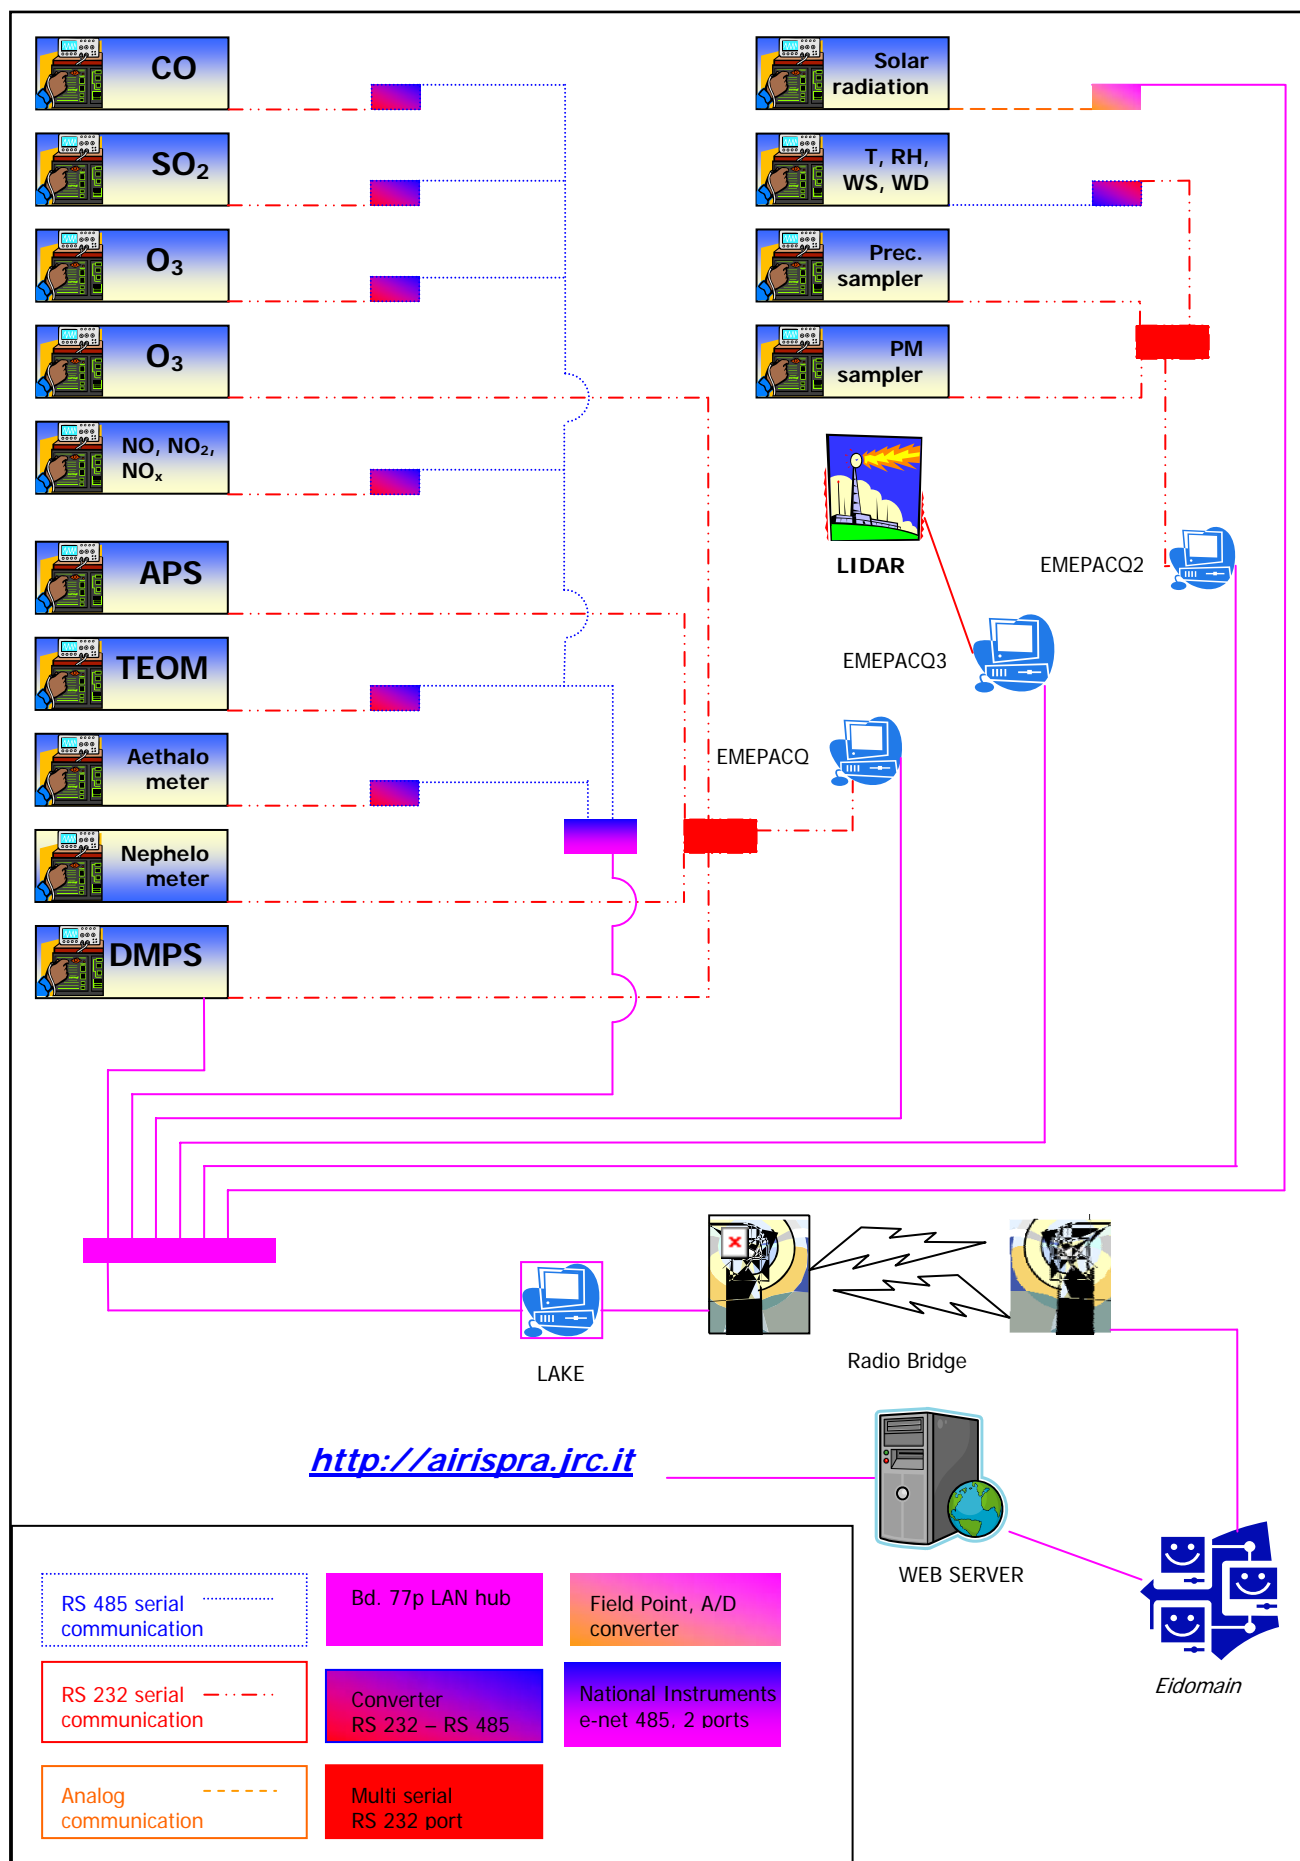 CO
SO2
O3
O3
NO, NO2,
NOx
APS
TEOM
Aethalo
meter
Nephelo
meter
DMPS
Solar
radiation
T, RH,
WS, WD
Prec.
sampler
PM
sampler
LIDAR
EMEPACQ2
EMEPACQ3
EMEPACQ
LAKE
Radio Bridge
http://airispra.jrc.it
WEB SERVER
Eidomain
RS 485 serial
communication
Bd. 77p LAN hub
Field Point, A/D
converter
RS 232 serial
communication
Converter
RS 232 – RS 485
National Instruments
e-net 485, 2 ports
Analog
communication
Multi serial
RS 232 port